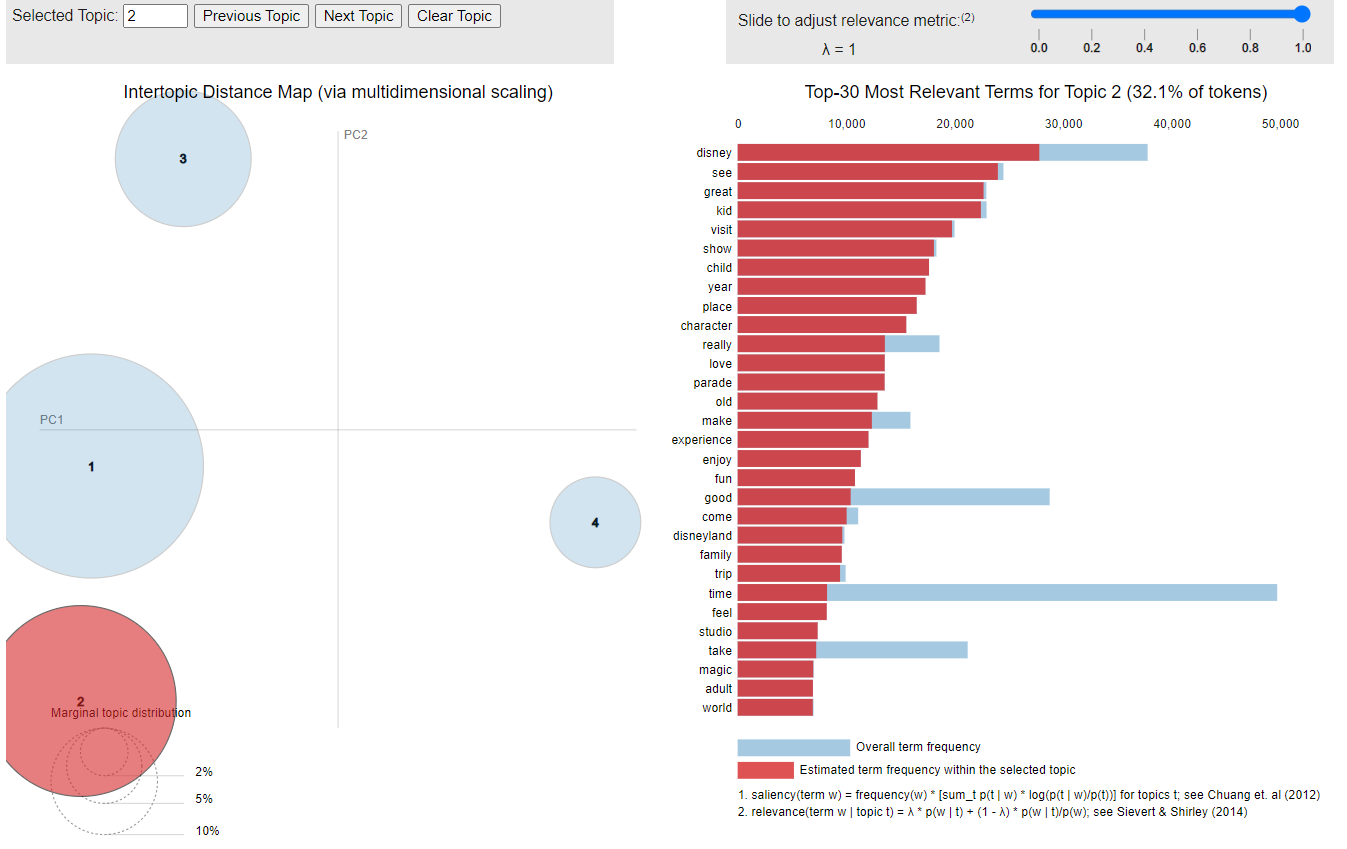 Selected Topic: 2 Previous Topic Next Topic Clear Topic
Slide to adjust relevance metric:(2)
λ = 1
0.0 0.2 0.4 0.6 0.8 1.0
Intertopic Distance Map (via multidimensional scaling)
PC2
3
PC1
1
4
2
Marginal topic distribution
2%
5%
10%
Top-30 Most Relevant Terms for Topic 2 (32.1% of tokens)
0 10,000 20,000 30,000 40,000 50,000
disney
see
great
kid
visit
show
child
year
place
character
really
love
parade
old
make
experience
enjoy
fun
good
come
disneyland
family
trip
time
feel
studio
take
magic
adult
world
Overall term frequency
Estimated term frequency within the selected topic
1. saliency(term w) = frequency(w) * [sum_t p(t | w) * log(p(t | w)/p(t))] for topics t; see Chuang et. al (2012)
2. relevance(term w | topic t) = λ * p(w | t) + (1 - λ) * p(w | t)/p(w); see Sievert & Shirley (2014)